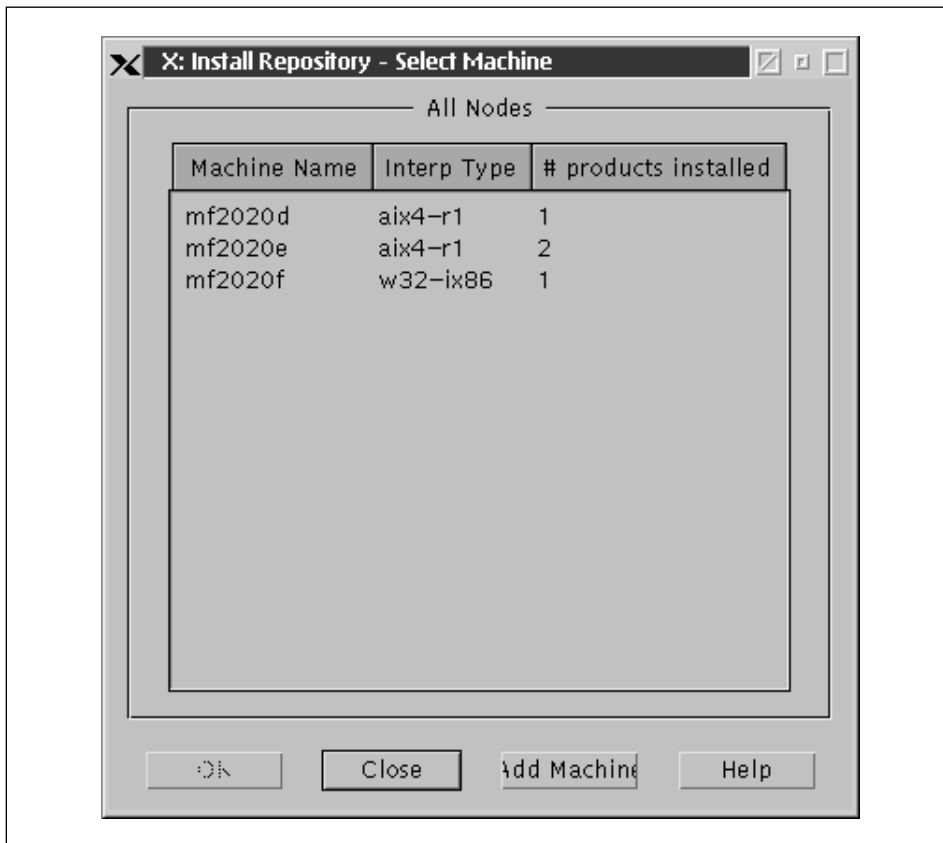 X: Install Repository - Select Machine
All Nodes
Machine Name Interp Type # products installed
mf2020d aix4-r1 1
mf2020e aix4-r1 2
mf2020f w32-ix86 1
Ok Close Add Machine Help